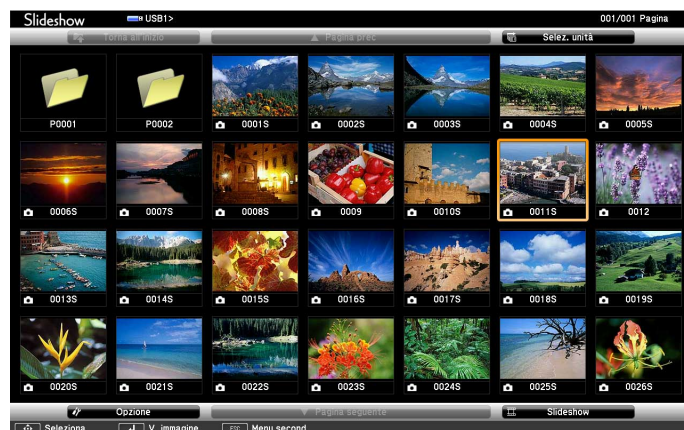 Slideshow USB1> 001/001 Pagina
Torna all'inizio Pagina prec Selez. unità
P0001 P0002 0001S 0002S 0003S 0004S 0005S
0006S 0007S 0008S 0009 0010S 0011S 0012
0013S 0014S 0015S 0016S 0017S 0018S 0019S
0020S 0021S 0022S 0023S 0024S 0025S 0026S
Opzione Pagina seguente Slideshow
Seleziona V. immagine ESC Menu second